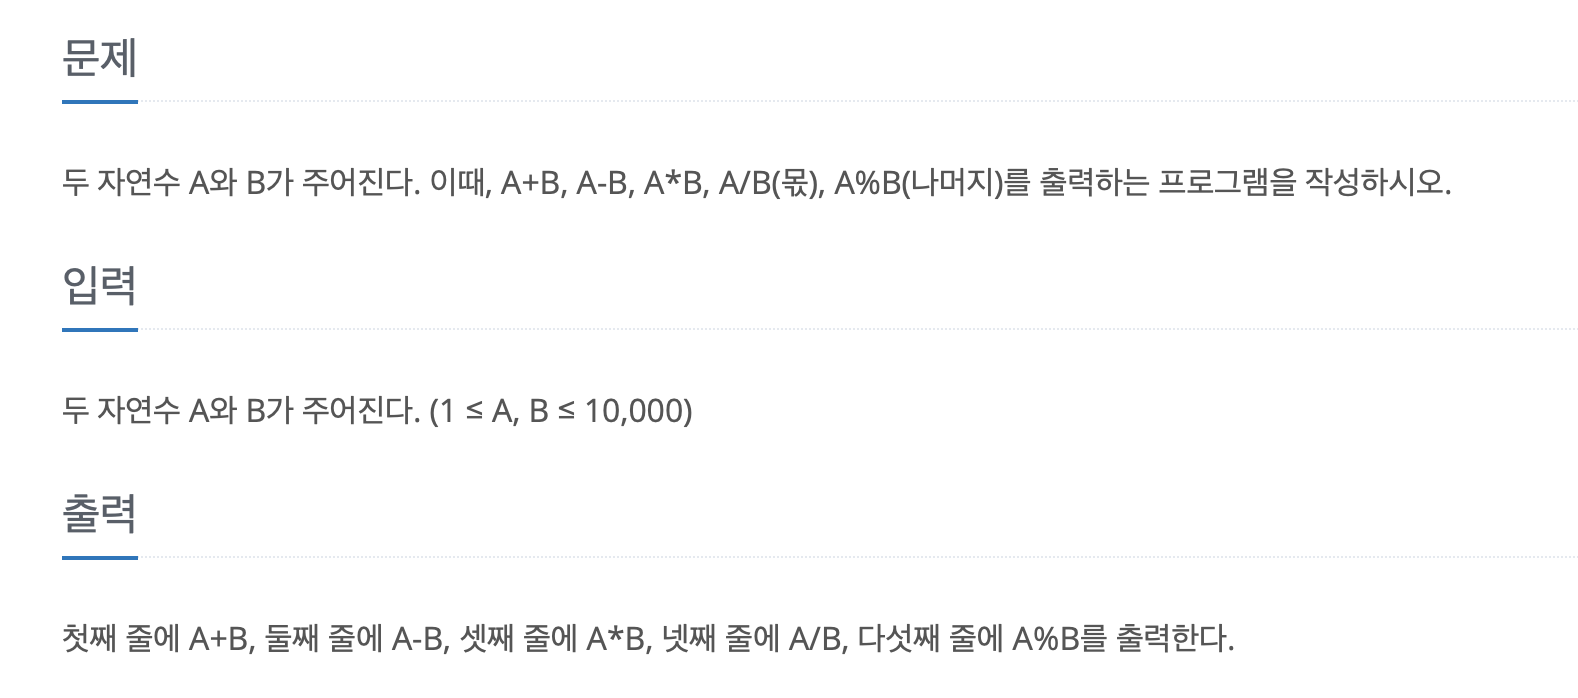 문제
두 자연수 A와 B가 주어진다. 이때, A+B, A-B, A*B, A/B(몫), A%B(나머지)를 출력하는 프로그램을 작성하시오.
입력
두 자연수 A와 B가 주어진다. (1 ≤ A, B ≤ 10,000)
출력
첫째 줄에 A+B, 둘째 줄에 A-B, 셋째 줄에 A*B, 넷째 줄에 A/B, 다섯째 줄에 A%B를 출력한다.